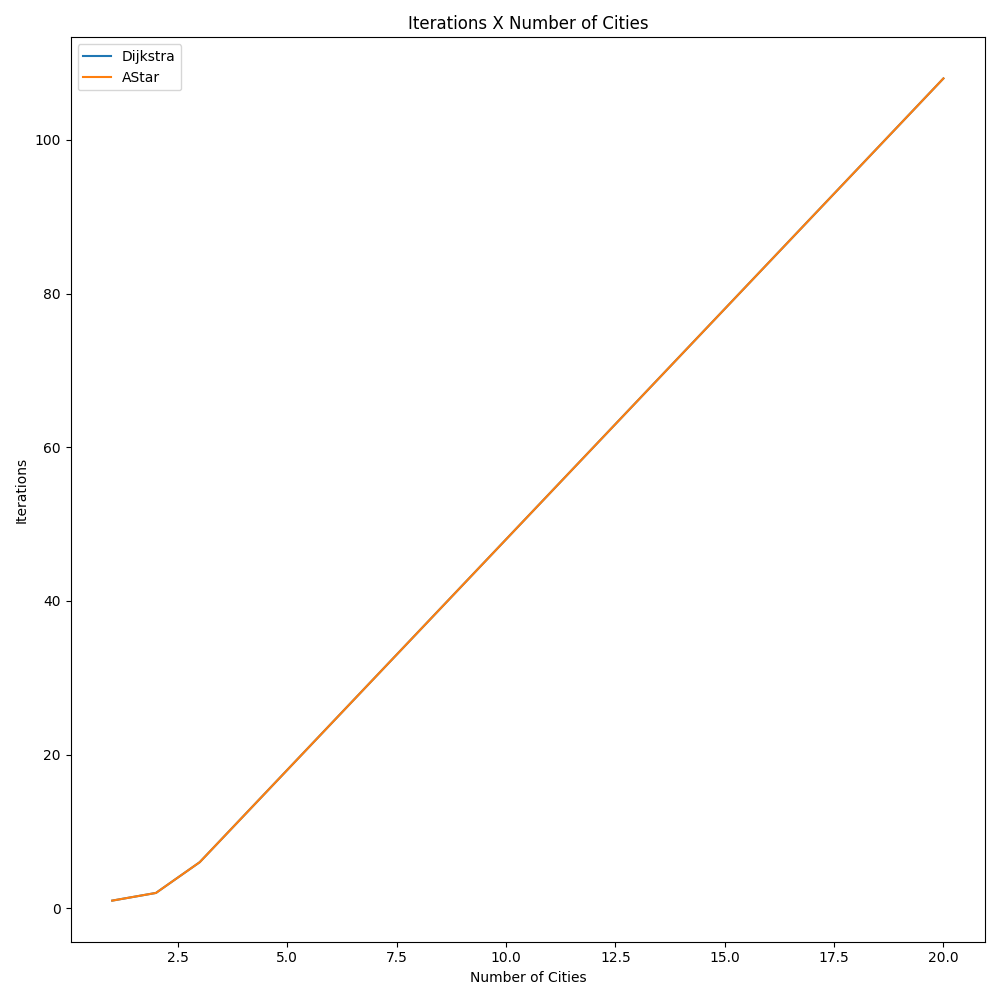 Iterations X Number of Cities
Dijkstra
AStar
100
80
60
40
20
0
Iterations
2.5 5.0 7.5 10.0 12.5 15.0 17.5 20.0
Number of Cities